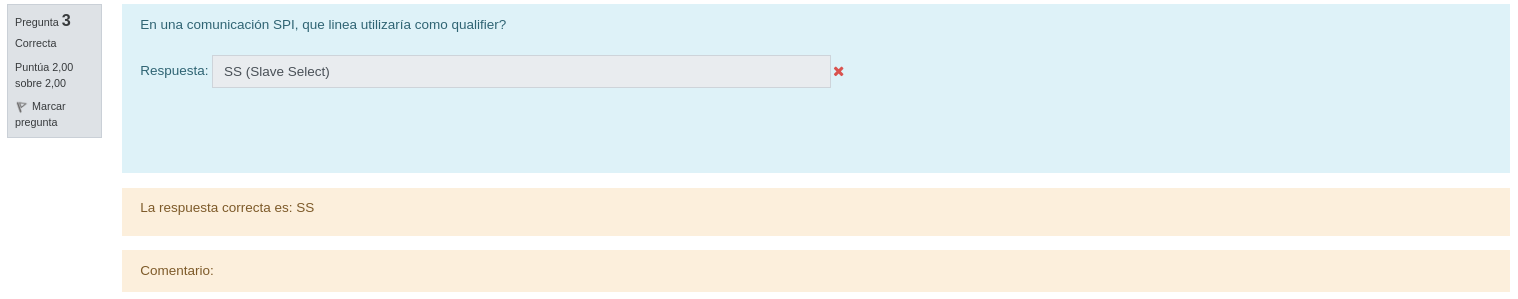 Pregunta 3
Correcta
Puntúa 2,00
sobre 2,00
Marcar
pregunta
En una comunicación SPI, que linea utilizaría como qualifier?
Respuesta: SS (Slave Select)
La respuesta correcta es: SS
Comentario: